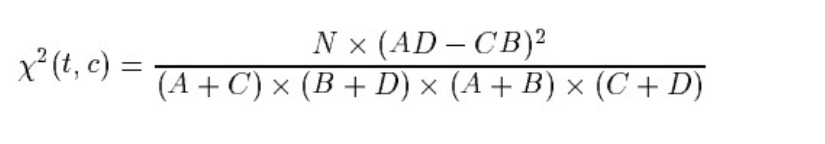 χ²(t, c) = N × (AD − CB)² / (A + C) × (B + D) × (A + B) × (C + D)